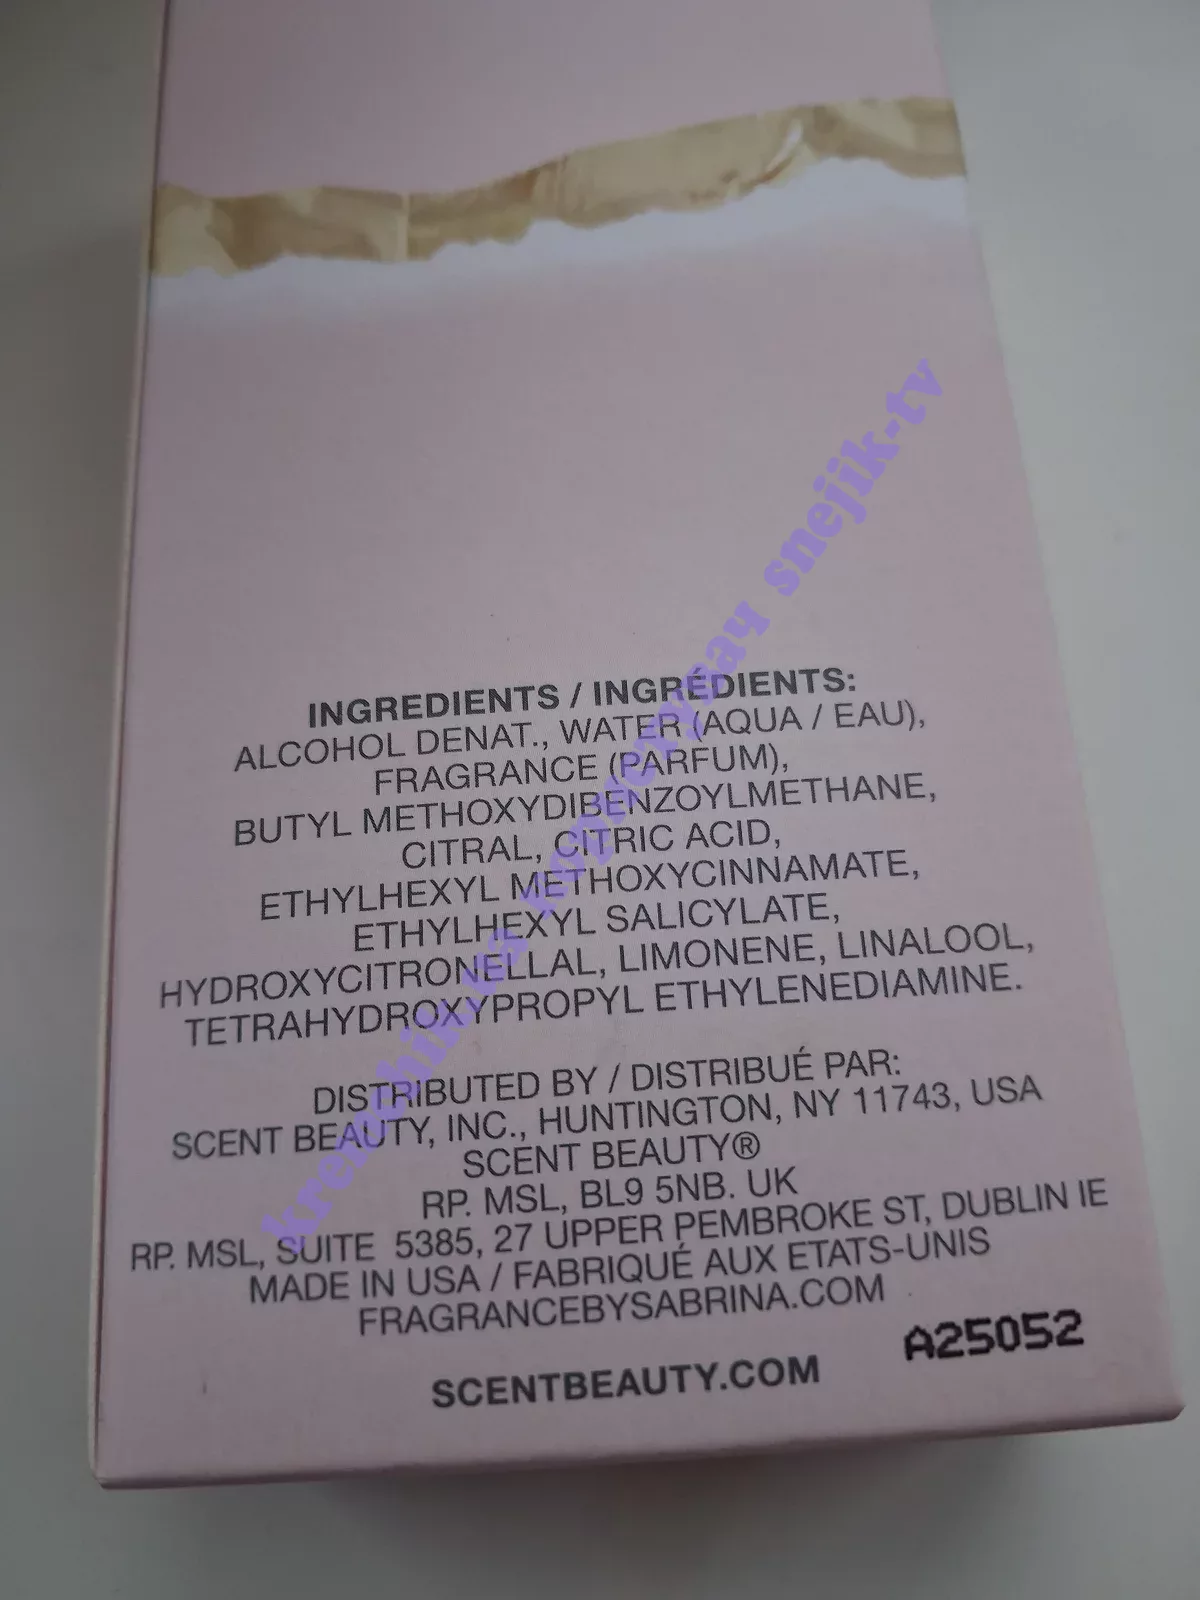 INGREDIENTS / INGRÉDIENTS:
ALCOHOL DENAT., WATER (AQUA / EAU),
FRAGRANCE (PARFUM),
BUTYL METHOXYDIBENZOYLMETHANE,
CITRAL, CITRIC ACID,
ETHYLHEXYL METHOXYCINNAMATE,
ETHYLHEXYL SALICYLATE,
HYDROXYCITRONELLAL, LIMONENE, LINALOOL,
TETRAHYDROXYPROPYL ETHYLENEDIAMINE.
DISTRIBUTED BY / DISTRIBUÉ PAR:
SCENT BEAUTY, INC., HUNTINGTON, NY 11743, USA
SCENT BEAUTY®
RP. MSL, BL9 5NB. UK
RP. MSL, SUITE 5385, 27 UPPER PEMBROKE ST, DUBLIN IE
MADE IN USA / FABRIQUÉ AUX ETATS-UNIS
FRAGRANCEBYSABRINA.COM
A25052
SCENTBEAUTY.COM
snejik-tv